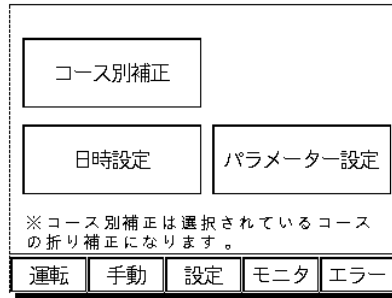 コース別補正
日時設定 パラメーター設定
※コース別補正は選択されているコース
の折り補正になります。
運転 手動 設定 モニタ エラー